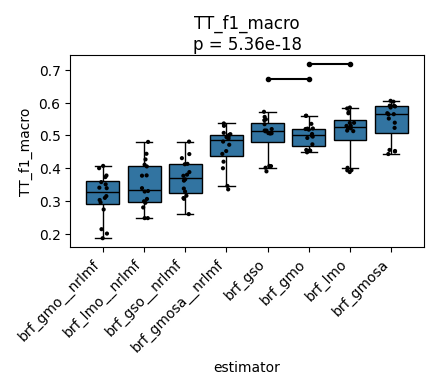 TT_f1_macro
p = 5.36e-18
TT_f1_macro
0.7
0.6
0.5
0.4
0.3
0.2
brf_gmo__nrlmf
brf_lmo__nrlmf
brf_gso__nrlmf
brf_gmosa__nrlmf
brf_gso
brf_gmo
brf_lmo
brf_gmosa
estimator